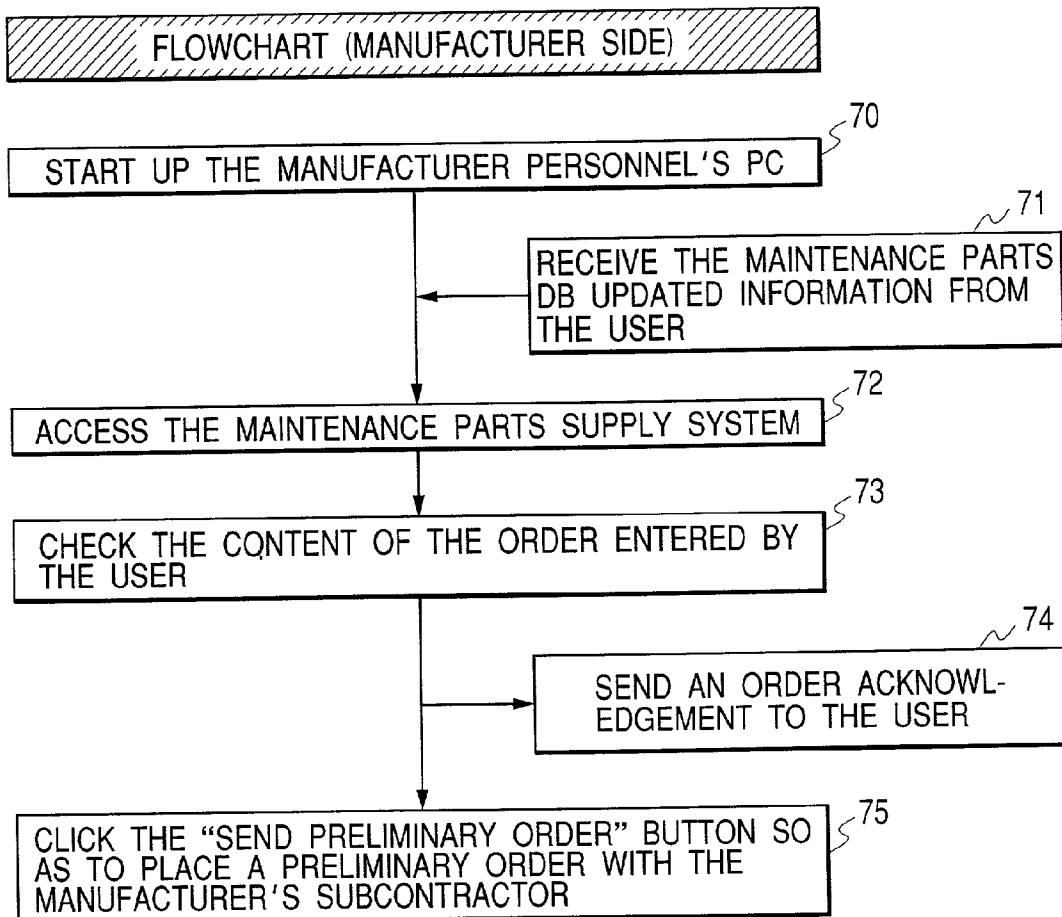 FLOWCHART (MANUFACTURER SIDE)
70
START UP THE MANUFACTURER PERSONNEL'S PC
71
RECEIVE THE MAINTENANCE PARTS
DB UPDATED INFORMATION FROM
THE USER
72
ACCESS THE MAINTENANCE PARTS SUPPLY SYSTEM
73
CHECK THE CONTENT OF THE ORDER ENTERED BY
THE USER
74
SEND AN ORDER ACKNOWL-
EDGEMENT TO THE USER
75
CLICK THE “SEND PRELIMINARY ORDER” BUTTON SO
AS TO PLACE A PRELIMINARY ORDER WITH THE
MANUFACTURER'S SUBCONTRACTOR